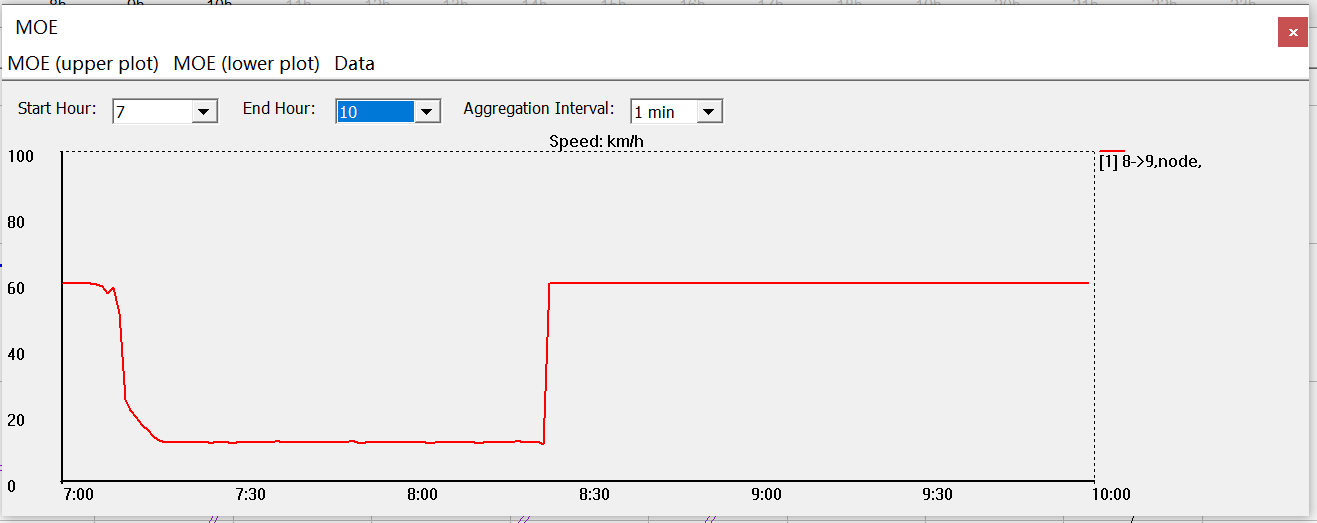 MOE
×
MOE (upper plot) MOE (lower plot) Data
Start Hour: 7 End Hour: 10 Aggregation Interval: 1 min
Speed: km/h
100
[1] 8->9,node,
80
60
40
20
0
7:00 7:30 8:00 8:30 9:00 9:30 10:00